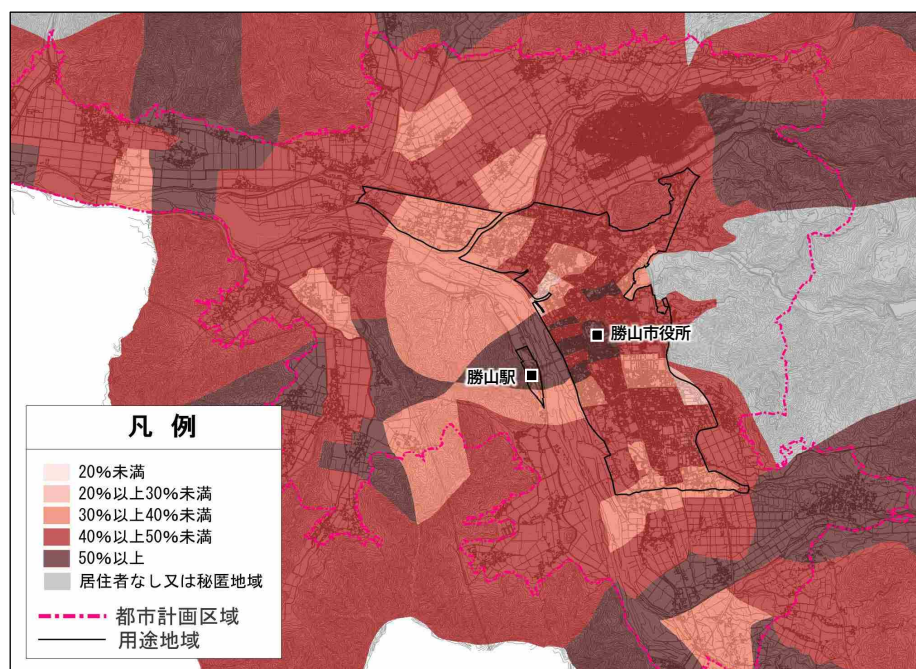 勝山市役所
勝山駅
凡 例
20%未満
20%以上30%未満
30%以上40%未満
40%以上50%未満
50%以上
居住者なし又は秘匿地域
都市計画区域
用途地域